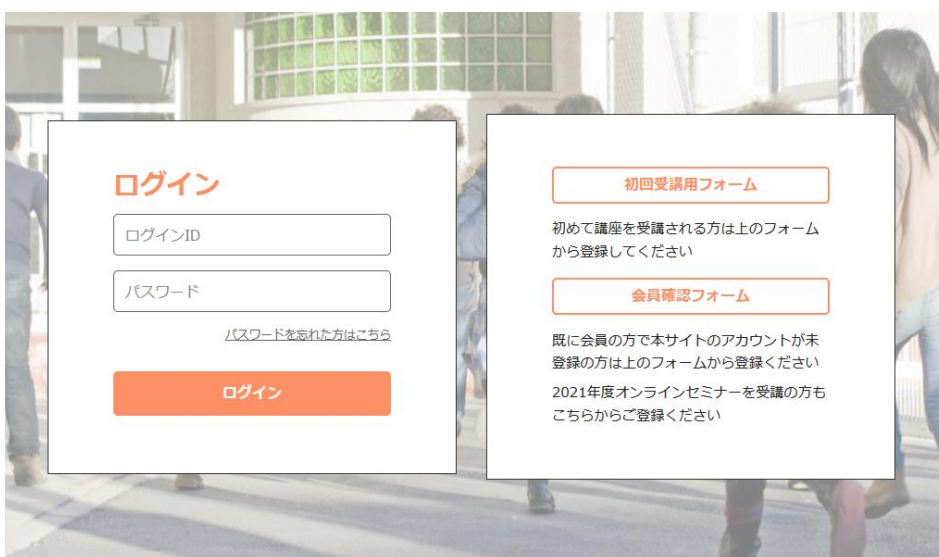 ログイン
ログインID
パスワード
パスワードを忘れた方はこちら
ログイン
初回受講用フォーム
初めて講座を受講される方は上のフォーム
から登録してください
会員確認フォーム
既に会員の方で本サイトのアカウントが未
登録の方は上のフォームから登録ください
2021年度オンラインセミナーを受講の方も
こちらからご登録ください